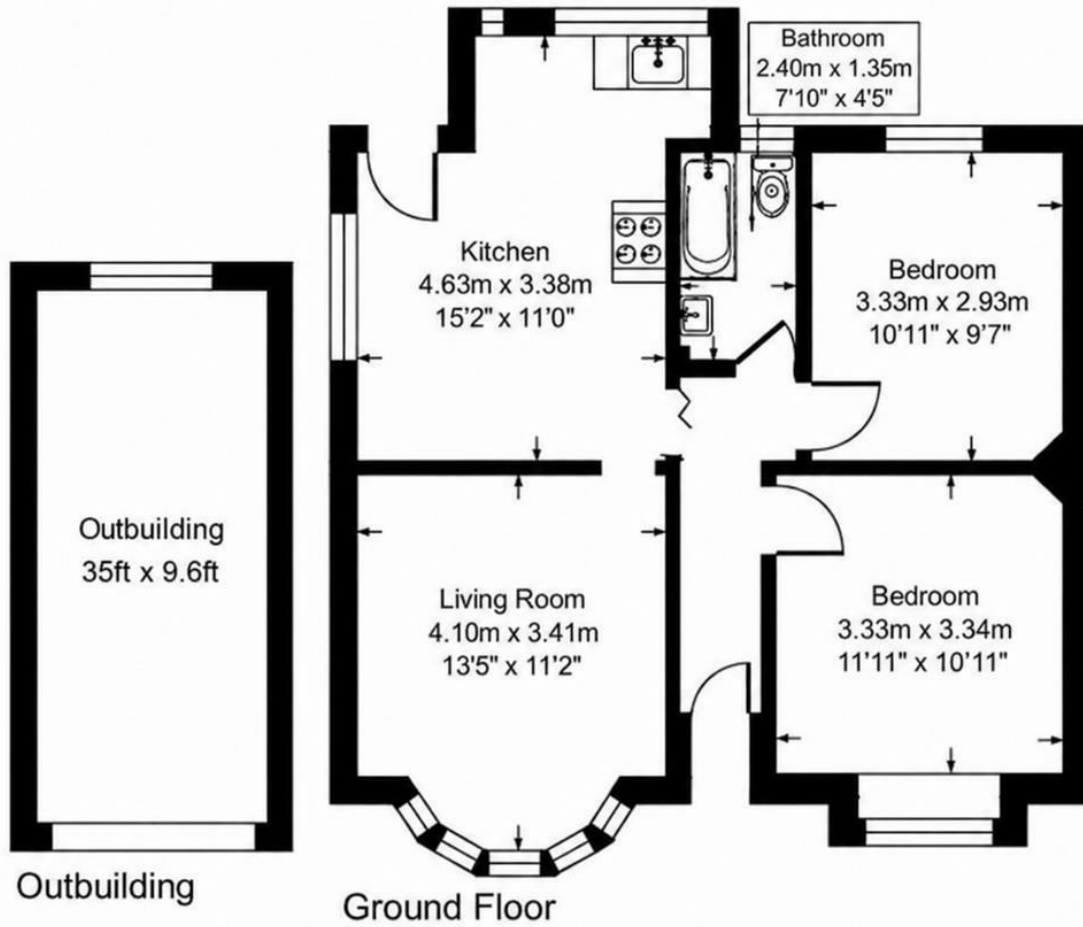 Bathroom
2.40m x 1.35m
7'10" x 4'5"
Kitchen
4.63m x 3.38m
15'2" x 11'0"
Bedroom
3.33m x 2.93m
10'11" x 9'7"
Outbuilding
35ft x 9.6ft
Living Room
4.10m x 3.41m
13'5" x 11'2"
Bedroom
3.33m x 3.34m
11'11" x 10'11"
Outbuilding
Ground Floor